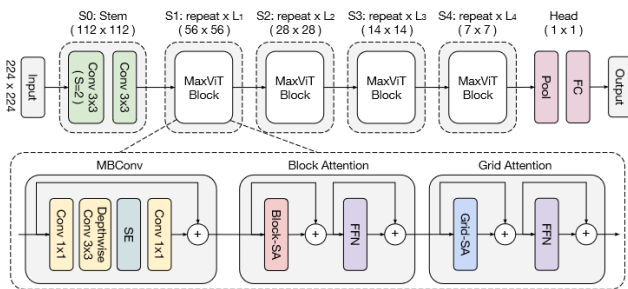 S0: Stem
(112 x 112)
S1: repeat x L₁
(56 x 56)
S2: repeat x L₂
(28 x 28)
S3: repeat x L₃
(14 x 14)
S4: repeat x L₄
(7 x 7)
Head
(1 x 1)
224 x 224
Input
Conv 3x3
(S=2)
Conv 3x3
MaxViT
Block
MaxViT
Block
MaxViT
Block
MaxViT
Block
Pool
FC
Output
MBConv
Conv 1x1
Depthwise
Conv 3x3
SE
Conv 1x1
+
Block Attention
Block-SA
+
FFN
+
Grid Attention
Grid-SA
+
FFN
+